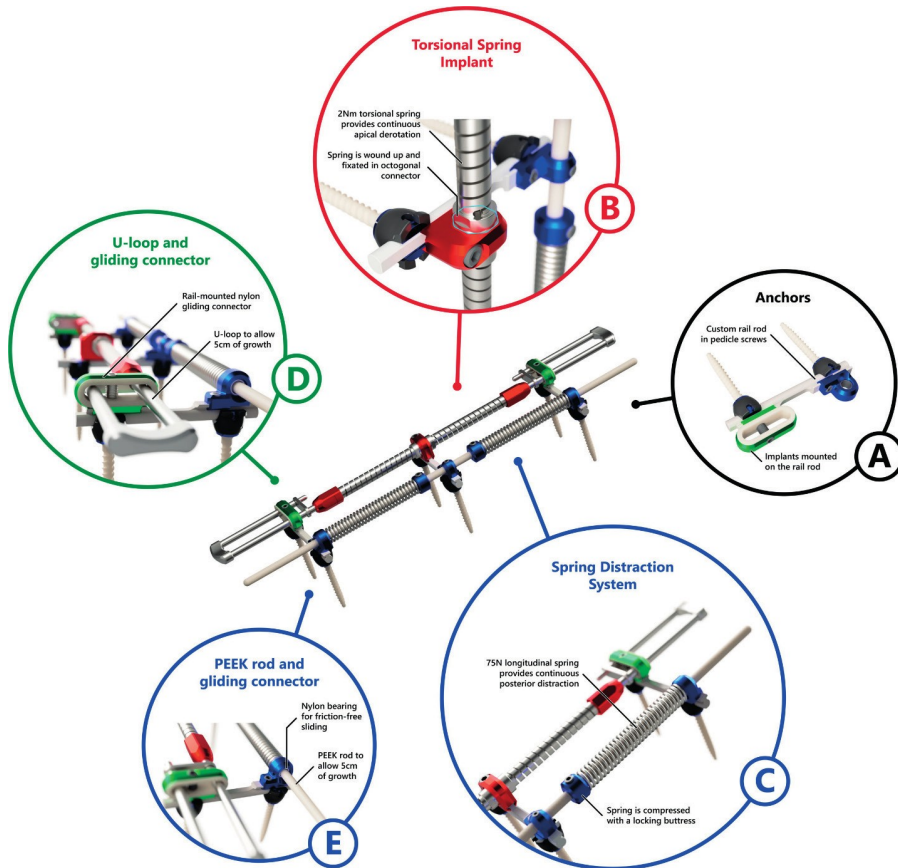 Torsional Spring
Implant
2Nm torsional spring
provides continuous
apical derotation
Spring is wound up and
fixated in octogonal
connector
B
U-loop and
gliding connector
Rail-mounted nylon
gliding connector
U-loop to allow
5cm of growth
D
Anchors
Custom rail rod
in pedicle screws
Implants mounted
on the rail rod
A
Spring Distraction
System
75N longitudinal spring
provides continuous
posterior distraction
Spring is compressed
with a locking buttress
C
PEEK rod and
gliding connector
Nylon bearing
for friction-free
sliding
PEEK rod to
allow 5cm
of growth
E